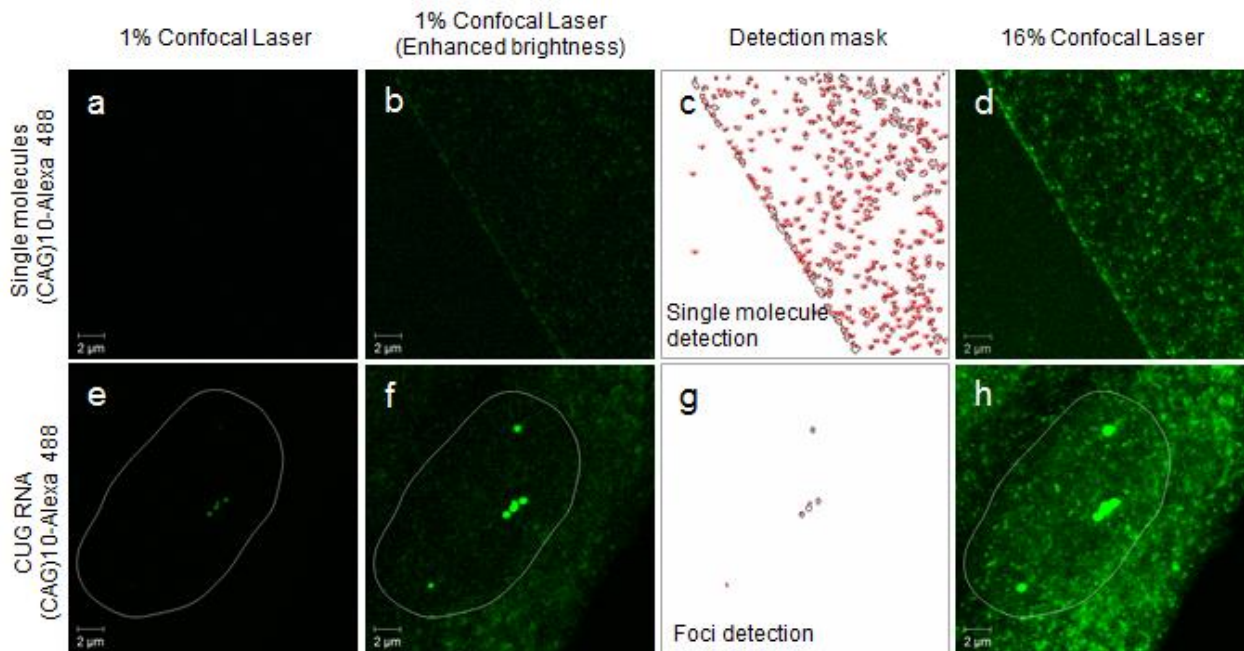 1% Confocal Laser
1% Confocal Laser
(Enhanced brightness)
Detection mask
16% Confocal Laser
Single molecules
(CAG)10-Alexa 488
a
b
c
d
Single molecule
detection
2 µm
2 µm
2 µm
CUG RNA
(CAG)10-Alexa 488
e
f
g
h
Foci detection
2 µm
2 µm
2 µm